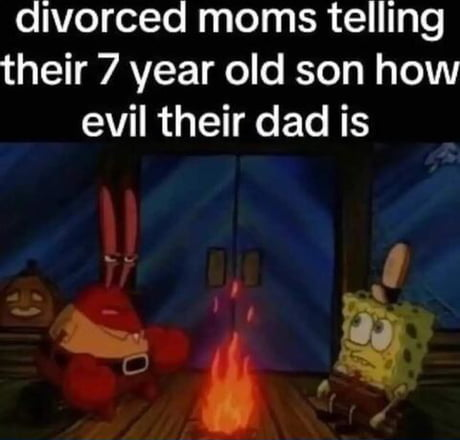 divorced moms telling
their 7 year old son how
evil their dad is